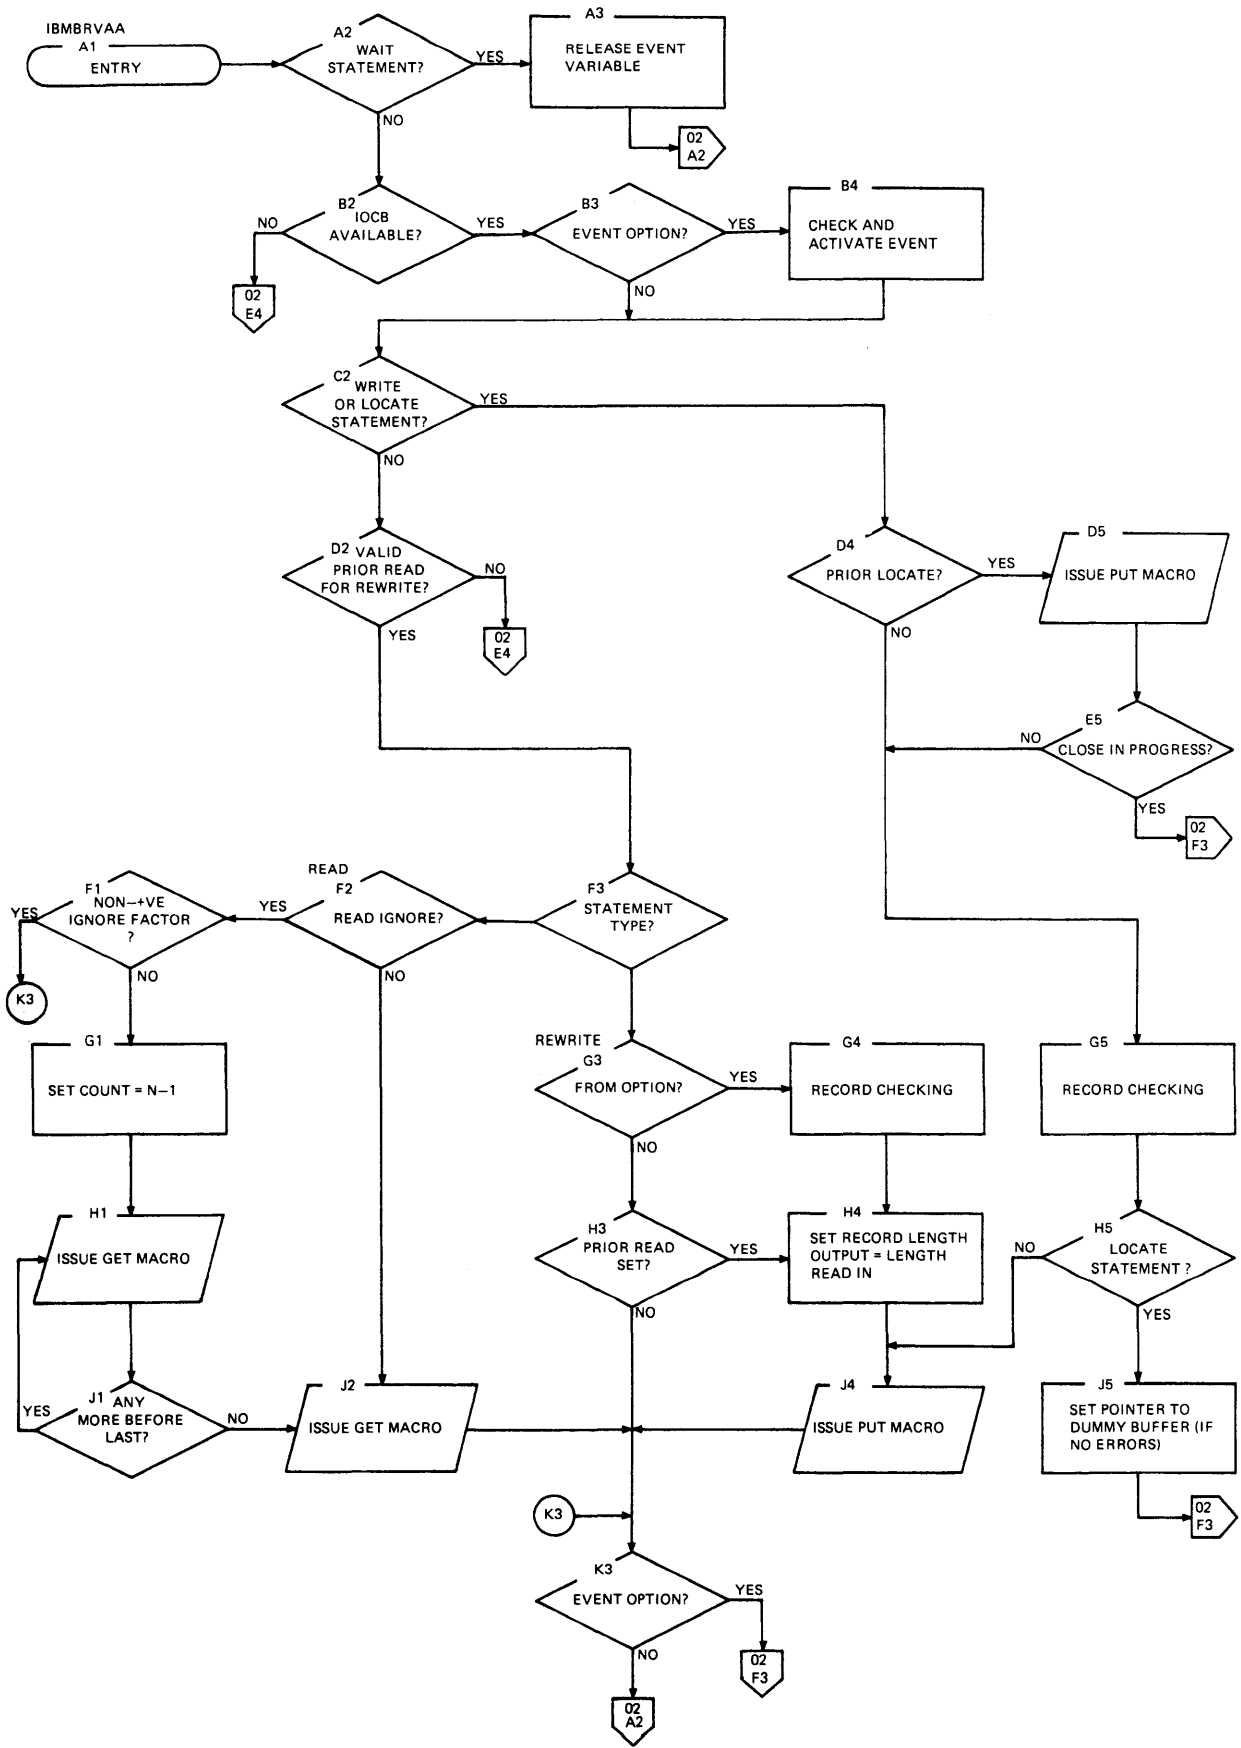 IBMBRVAA
A1
ENTRY
A2
WAIT
STATEMENT?
YES
NO
A3
RELEASE EVENT
VARIABLE
02
A2
B2
IOCB
AVAILABLE?
NO
YES
02
E4
B3
EVENT OPTION?
YES
NO
B4
CHECK AND
ACTIVATE EVENT
C2
WRITE
OR LOCATE
STATEMENT?
YES
NO
D2
VALID
PRIOR READ
FOR REWRITE?
NO
YES
02
E4
D4
PRIOR LOCATE?
YES
NO
D5
ISSUE PUT MACRO
E5
CLOSE IN PROGRESS?
NO
YES
02
F3
F1
NON–+VE
IGNORE FACTOR
?
YES
NO
K3
READ
F2
READ IGNORE?
YES
NO
F3
STATEMENT
TYPE?
G1
SET COUNT = N–1
REWRITE
G3
FROM OPTION?
YES
NO
G4
RECORD CHECKING
G5
RECORD CHECKING
H1
ISSUE GET MACRO
H3
PRIOR READ
SET?
YES
NO
H4
SET RECORD LENGTH
OUTPUT = LENGTH
READ IN
H5
LOCATE
STATEMENT ?
NO
YES
J1
ANY
MORE BEFORE
LAST?
YES
NO
J2
ISSUE GET MACRO
J4
ISSUE PUT MACRO
J5
SET POINTER TO
DUMMY BUFFER (IF
NO ERRORS)
02
F3
K3
K3
EVENT OPTION?
YES
NO
02
F3
02
A2